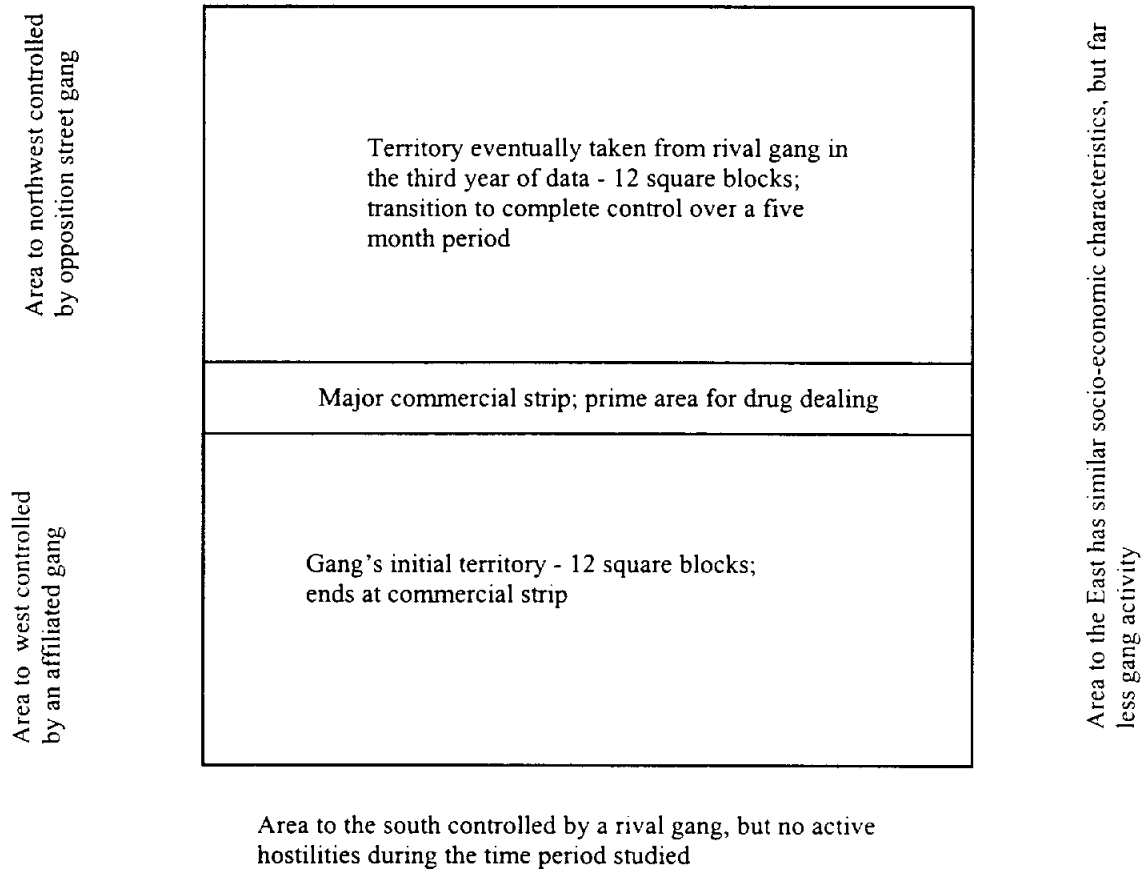 Area to northwest controlled
by opposition street gang
Territory eventually taken from rival gang in
the third year of data - 12 square blocks;
transition to complete control over a five
month period
Major commercial strip; prime area for drug dealing
Area to west controlled
by an affiliated gang
Gang's initial territory - 12 square blocks;
ends at commercial strip
Area to the East has similar socio-economic characteristics, but far
less gang activity
Area to the south controlled by a rival gang, but no active
hostilities during the time period studied